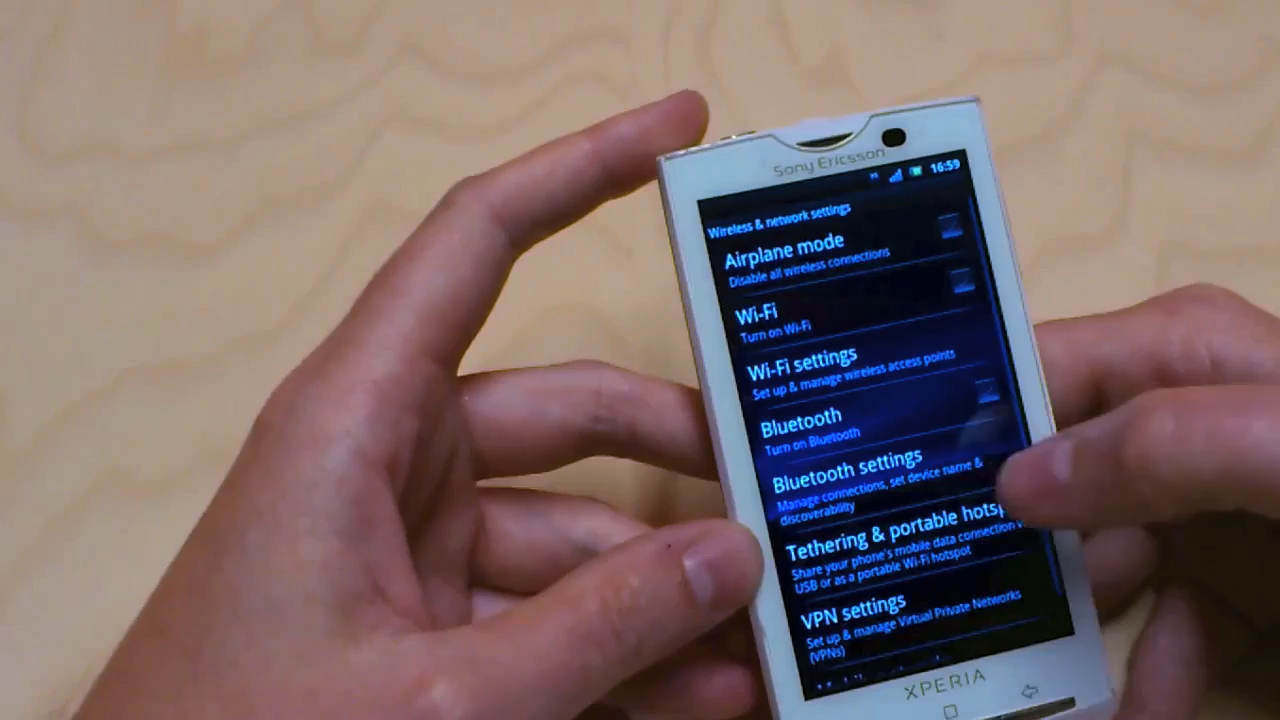 Sony Ericsson
16:59
Wireless & network settings
Airplane mode
Disable all wireless connections
Wi-Fi
Turn on Wi-Fi
Wi-Fi settings
Set up & manage wireless access points
Bluetooth
Turn on Bluetooth
Bluetooth settings
Manage connections, set device name &
discoverability
Tethering & portable
Share your phone's mobile data connection
USB or as a portable Wi-Fi hotspot
VPN settings
Set up & manage Virtual Private Networks
(VPNs)
XPERIA